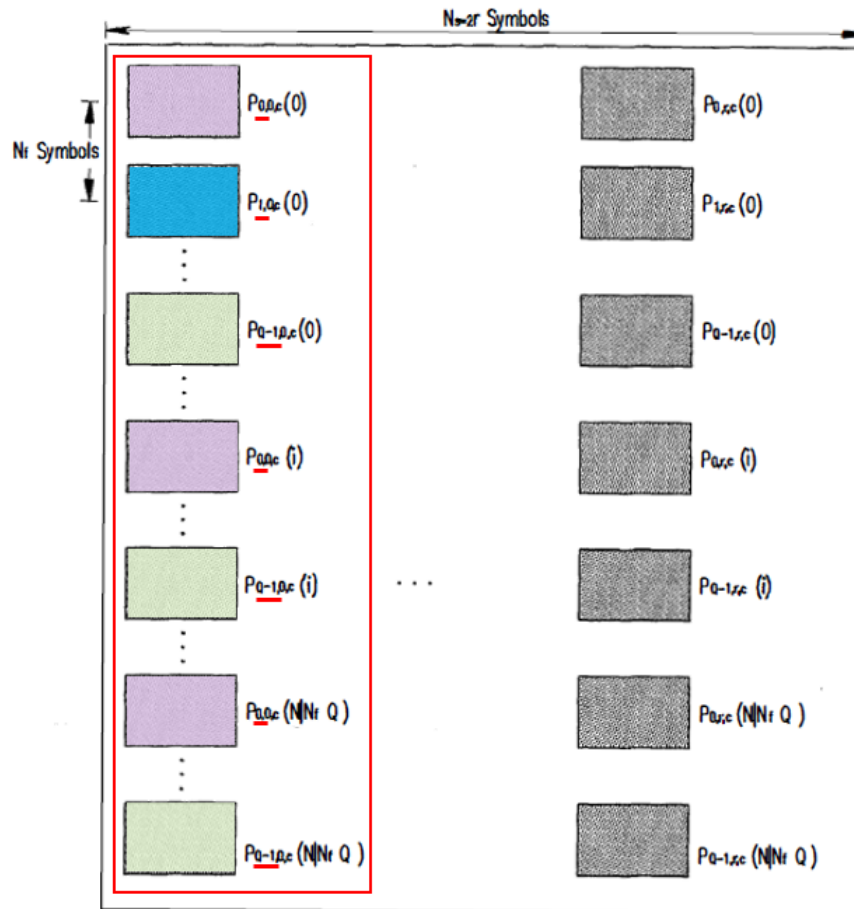 Ns=2r Symbols
P0,0,c(0)
P0,r,c(0)
Nf Symbols
P1,0,c(0)
P1,r,c(0)
PQ-1,0,c(0)
PQ-1,r,c(0)
P0,0,c (i)
P0,r,c (i)
PQ-1,0,c(i)
PQ-1,r,c (i)
P0,0,c(N|Nf Q )
P0,r,c (N|Nf Q )
PQ-1,0,c(N|Nf Q)
PQ-1,r,c(N|Nf Q )